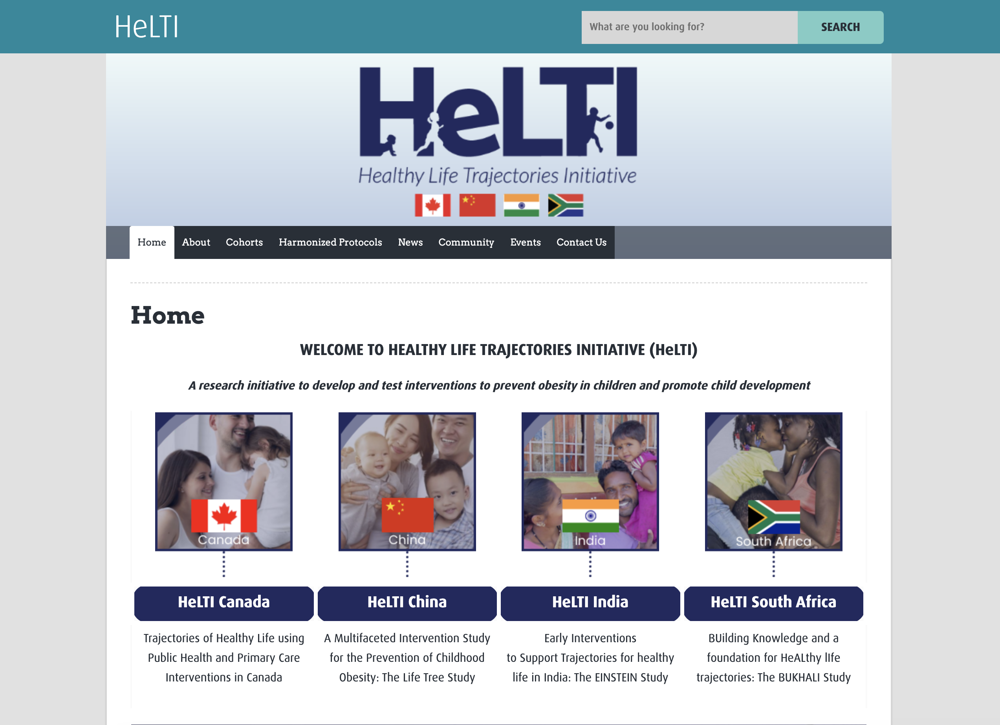 HeLTI
What are you looking for?
SEARCH
HeLTI
Healthy Life Trajectories Initiative
Home
About
Cohorts
Harmonized Protocols
News
Community
Events
Contact Us
Home
WELCOME TO HEALTHY LIFE TRAJECTORIES INITIATIVE (HeLTI)
A research initiative to develop and test interventions to prevent obesity in children and promote child development
Canada
China
India
South Africa
HeLTI Canada
Trajectories of Healthy Life using
Public Health and Primary Care
Interventions in Canada
HeLTI China
A Multifaceted Intervention Study
for the Prevention of Childhood
Obesity: The Life Tree Study
HeLTI India
Early Interventions
to Support Trajectories for healthy
life in India: The EINSTEIN Study
HeLTI South Africa
BUilding Knowledge and a
foundation for HeALthy lIfe
trajectories: The BUKHALI Study